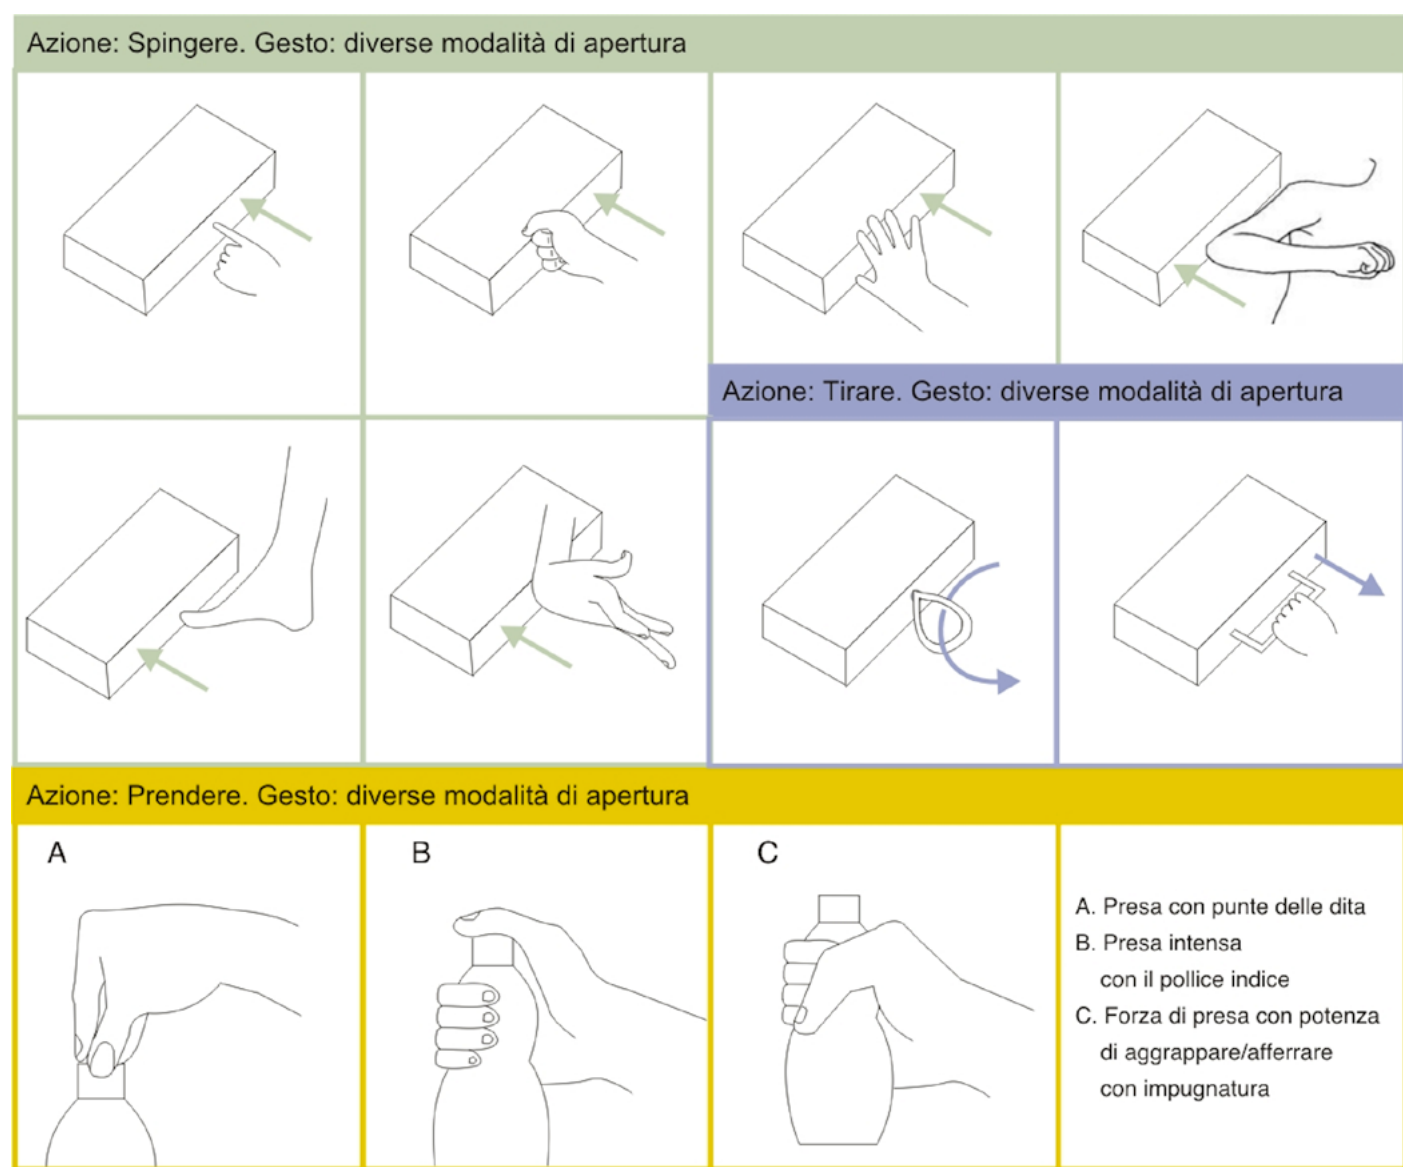 Azione: Spingere. Gesto: diverse modalità di apertura
Azione: Tirare. Gesto: diverse modalità di apertura
Azione: Prendere. Gesto: diverse modalità di apertura
A
B
C
A. Presa con punte delle dita
B. Presa intensa
con il pollice indice
C. Forza di presa con potenza
di aggrappare/afferrare
con impugnatura